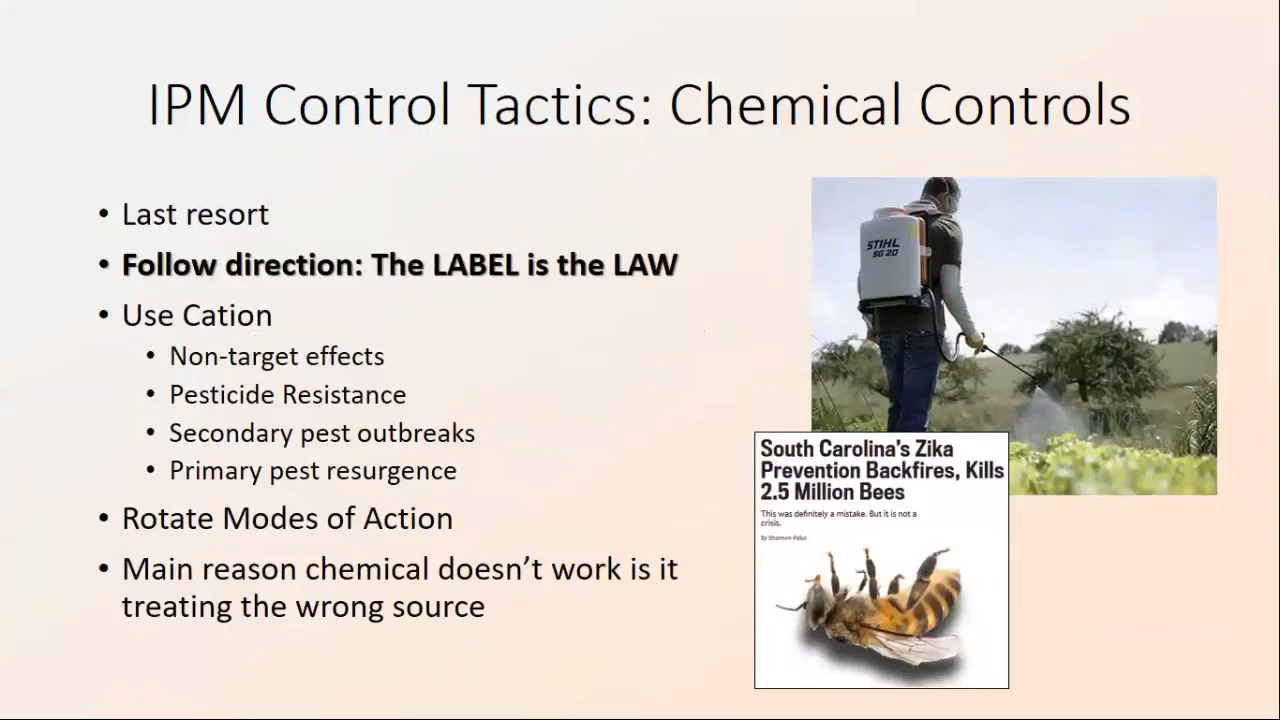 IPM Control Tactics: Chemical Controls
• Last resort
• Follow direction: The LABEL is the LAW
• Use Cation
• Non-target effects
• Pesticide Resistance
• Secondary pest outbreaks
• Primary pest resurgence
• Rotate Modes of Action
• Main reason chemical doesn't work is it
treating the wrong source
STIHL
SG 20
South Carolina's Zika
Prevention Backfires, Kills
2.5 Million Bees
This was definitely a mistake. But it is not a
crisis.
By Shannon Palus